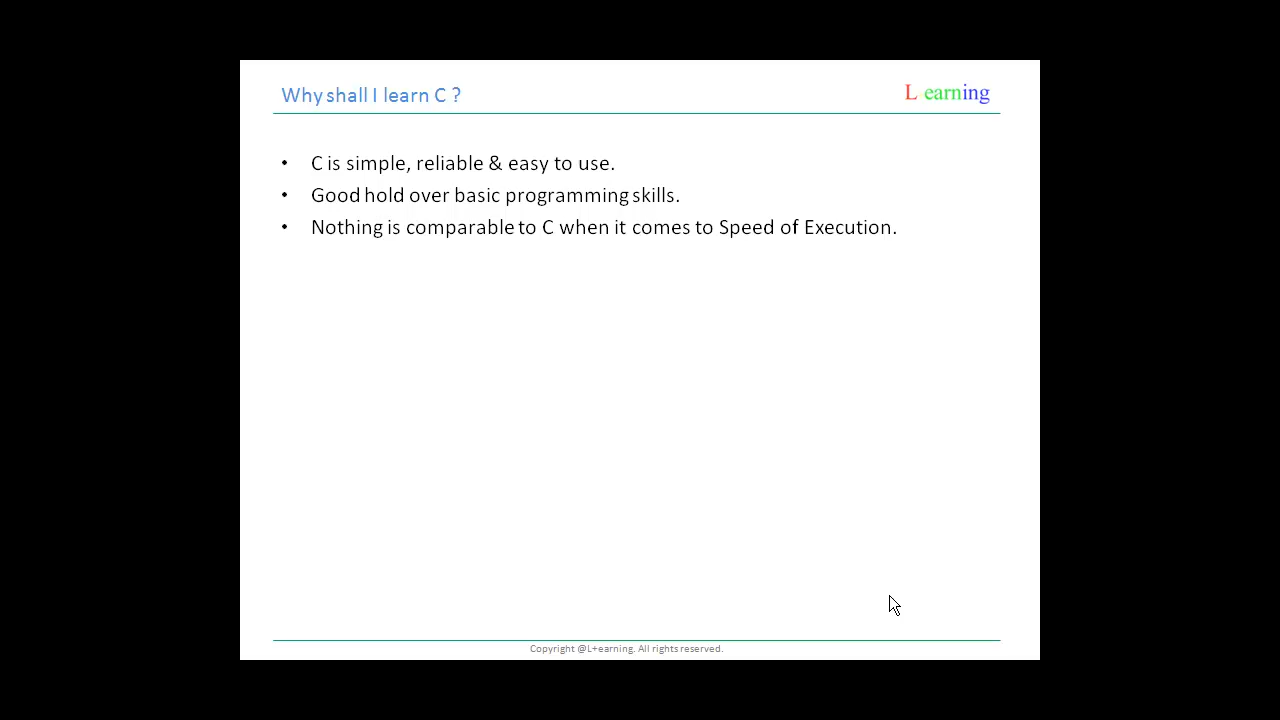 Why shall I learn C ?
L earning
• C is simple, reliable & easy to use.
• Good hold over basic programming skills.
• Nothing is comparable to C when it comes to Speed of Execution.
Copyright @L+earning. All rights reserved.